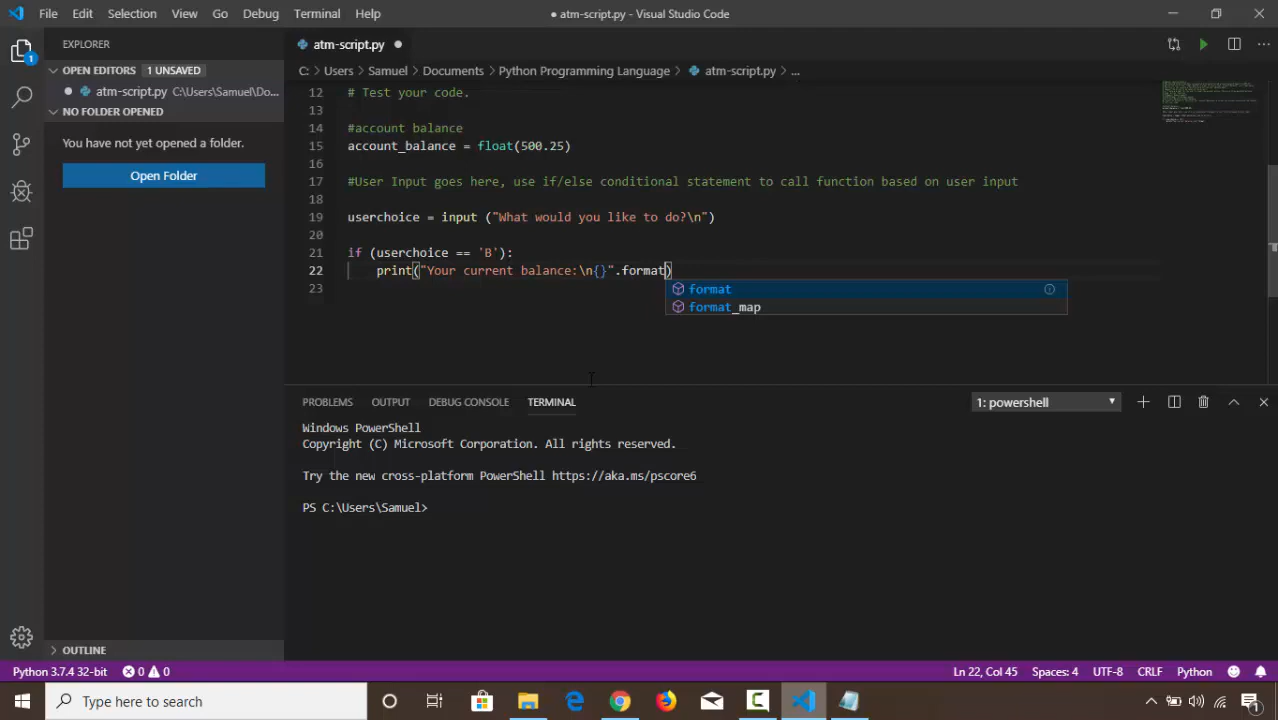 File Edit Selection View Go Debug Terminal Help
● atm-script.py - Visual Studio Code
EXPLORER
OPEN EDITORS 1 UNSAVED
● atm-script.py C:\Users\Samuel\Do...
NO FOLDER OPENED
You have not yet opened a folder.
Open Folder
OUTLINE
1
atm-script.py ●
C: > Users > Samuel > Documents > Python Programming Language > atm-script.py > ...
12 # Test your code.
13
14 #account balance
15 account_balance = float(500.25)
16
17 #User Input goes here, use if/else conditional statement to call function based on user input
18
19 userchoice = input ("What would you like to do?\n")
20
21 if (userchoice == 'B'):
22 print("Your current balance:\n{}".format)
23
format
format_map
PROBLEMS OUTPUT DEBUG CONSOLE TERMINAL
1: powershell
Windows PowerShell
Copyright (C) Microsoft Corporation. All rights reserved.
Try the new cross-platform PowerShell https://aka.ms/pscore6
PS C:\Users\Samuel>
Python 3.7.4 32-bit 0 0
Ln 22, Col 45 Spaces: 4 UTF-8 CRLF Python
Type here to search
1